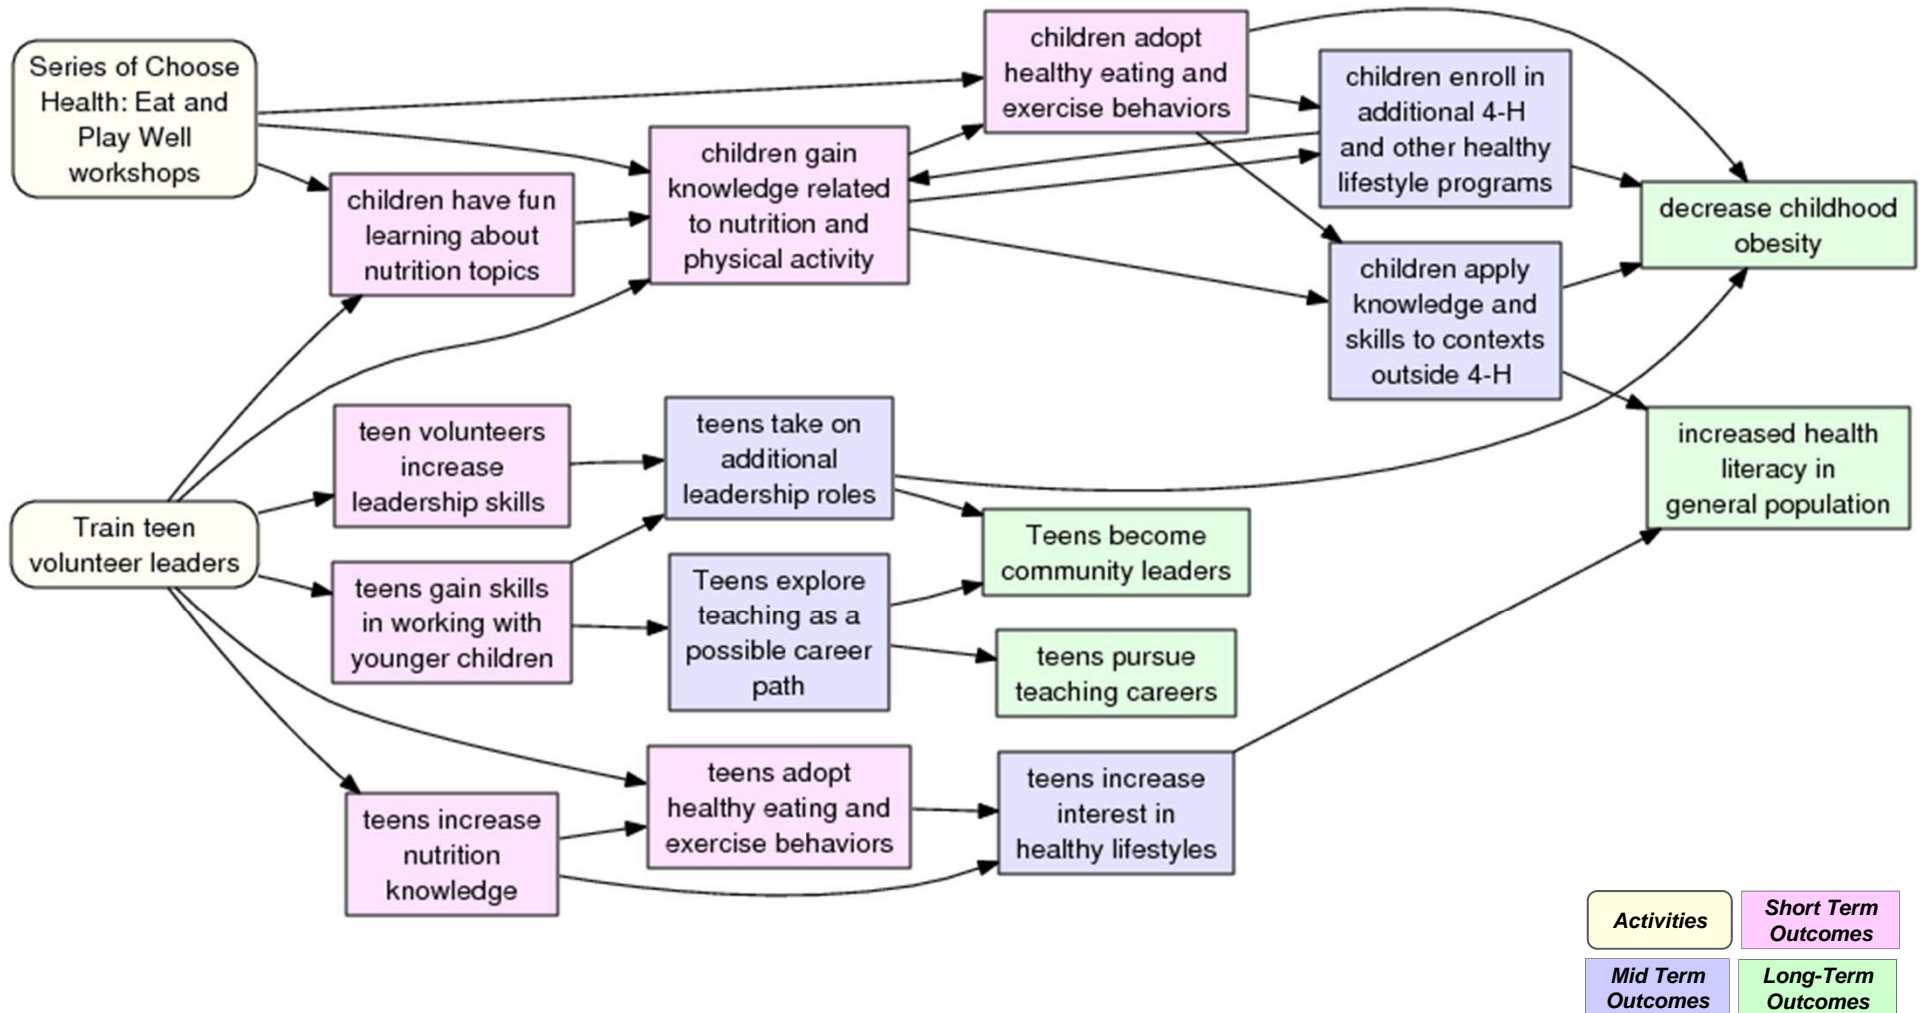 Series of Choose
Health: Eat and
Play Well
workshops
children have fun
learning about
nutrition topics
children gain
knowledge related
to nutrition and
physical activity
children adopt
healthy eating and
exercise behaviors
children enroll in
additional 4-H
and other healthy
lifestyle programs
decrease childhood
obesity
children apply
knowledge and
skills to contexts
outside 4-H
increased health
literacy in
general population
Train teen
volunteer leaders
teen volunteers
increase
leadership skills
teens take on
additional
leadership roles
Teens become
community leaders
teens gain skills
in working with
younger children
Teens explore
teaching as a
possible career
path
teens pursue
teaching careers
teens increase
nutrition
knowledge
teens adopt
healthy eating and
exercise behaviors
teens increase
interest in
healthy lifestyles
Activities
Short Term
Outcomes
Mid Term
Outcomes
Long-Term
Outcomes